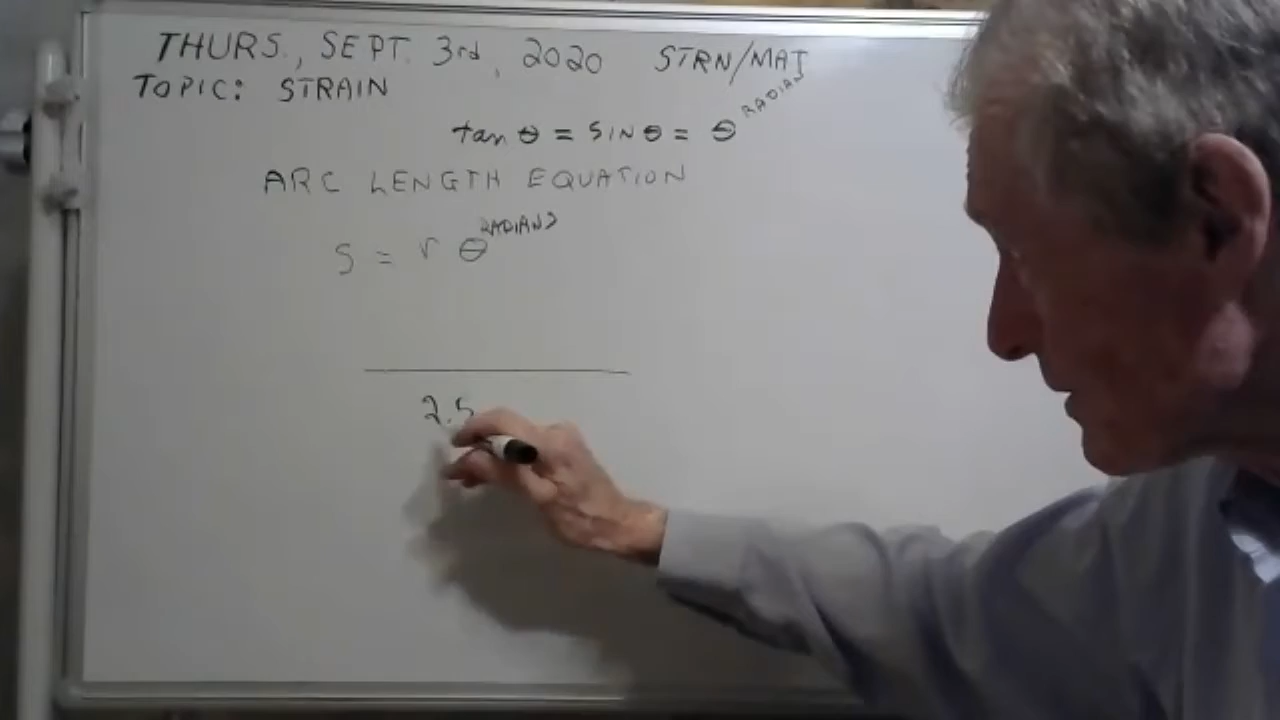 THURS., SEPT. 3rd, 2020 STRN/MAT
TOPIC: STRAIN
tan θ = SIN θ = θ RADIAN
ARC LENGTH EQUATION
S = r θ RADIANS
2.5